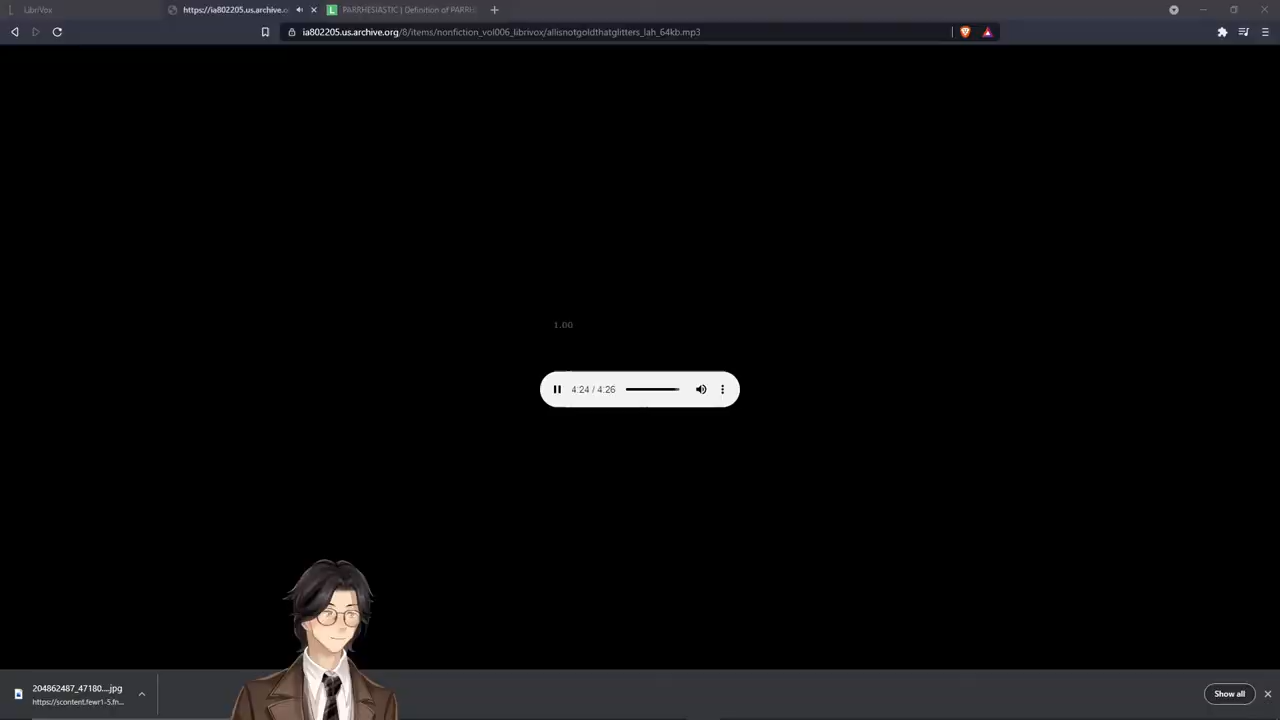 LibriVox
https://ia802205.us.archive.o
PARRHESIASTIC | Definition of PARRH
ia802205.us.archive.org/8/items/nonfiction_vol006_librivox/allisnotgoldthatglitters_lah_64kb.mp3
1.00
4:24 / 4:26
204862487_47180....jpg
https://scontent.fewr1-5.fn...
Show all